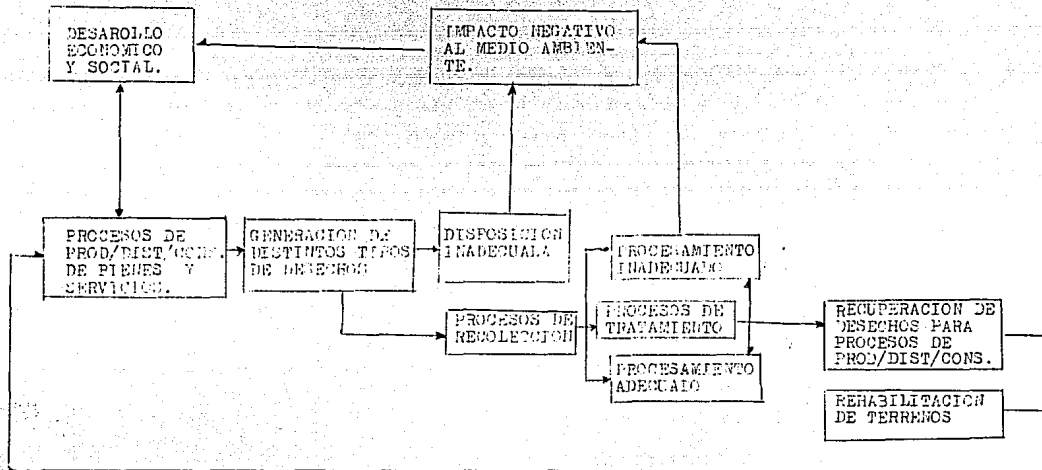 DESAROLLO
ECONOMICO
Y SOCIAL.
IMPACTO NEGATIVO
AL MEDIO AMBIEN-
TE.
PROCESOS DE
PROD/DIST/CONS.
DE BIENES Y
SERVICIOS.
GENERACION DE
DISTINTOS TIPOS
DE DESECHOS
DISPOSICION
INADECUADA
PROCESOS DE
RECOLECCION
PROCESAMIENTO
INADECUADO
PROCESOS DE
TRATAMIENTO
PROCESAMIENTO
ADECUADO
RECUPERACION DE
DESECHOS PARA
PROCESOS DE
PROD/DIST/CONS.
REHABILITACION
DE TERRENOS